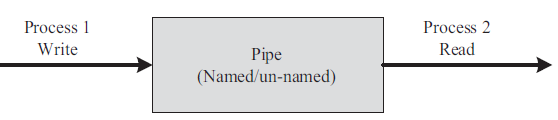 Process 1
Write
Pipe
(Named/un-named)
Process 2
Read